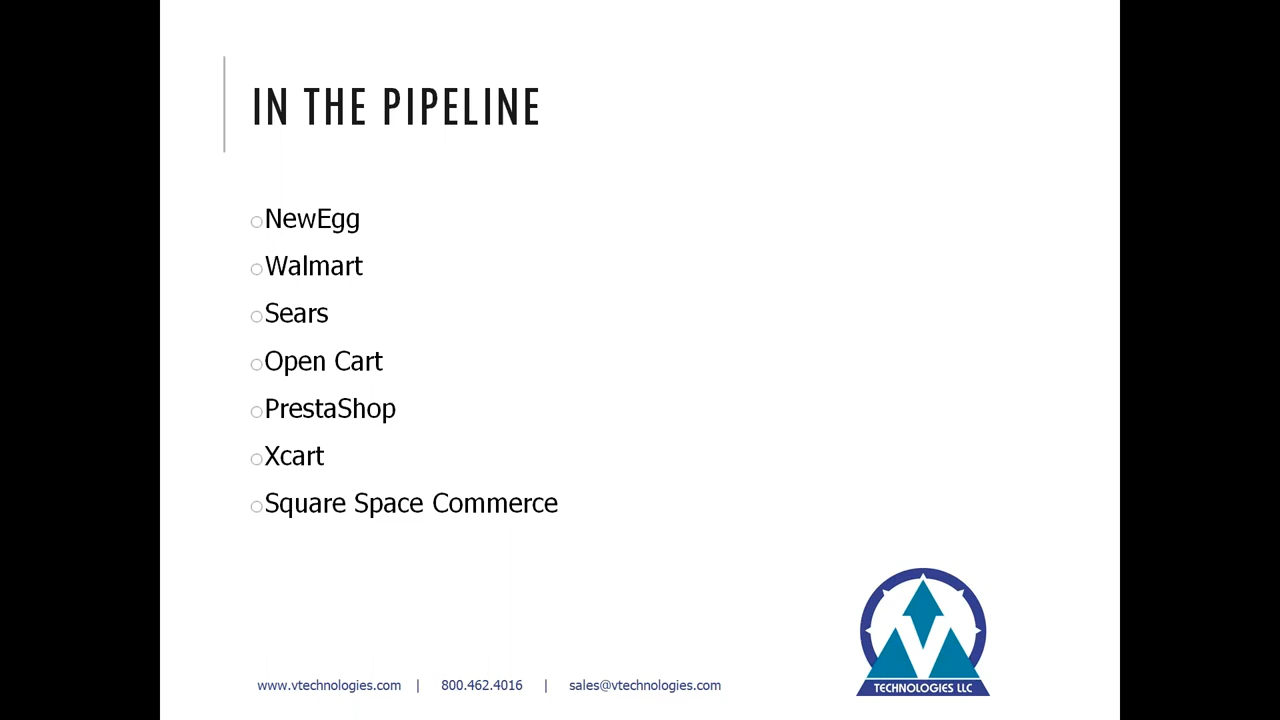 IN THE PIPELINE
NewEgg
Walmart
Sears
Open Cart
PrestaShop
Xcart
Square Space Commerce
V
TECHNOLOGIES LLC
www.vtechnologies.com | 800.462.4016 | sales@vtechnologies.com